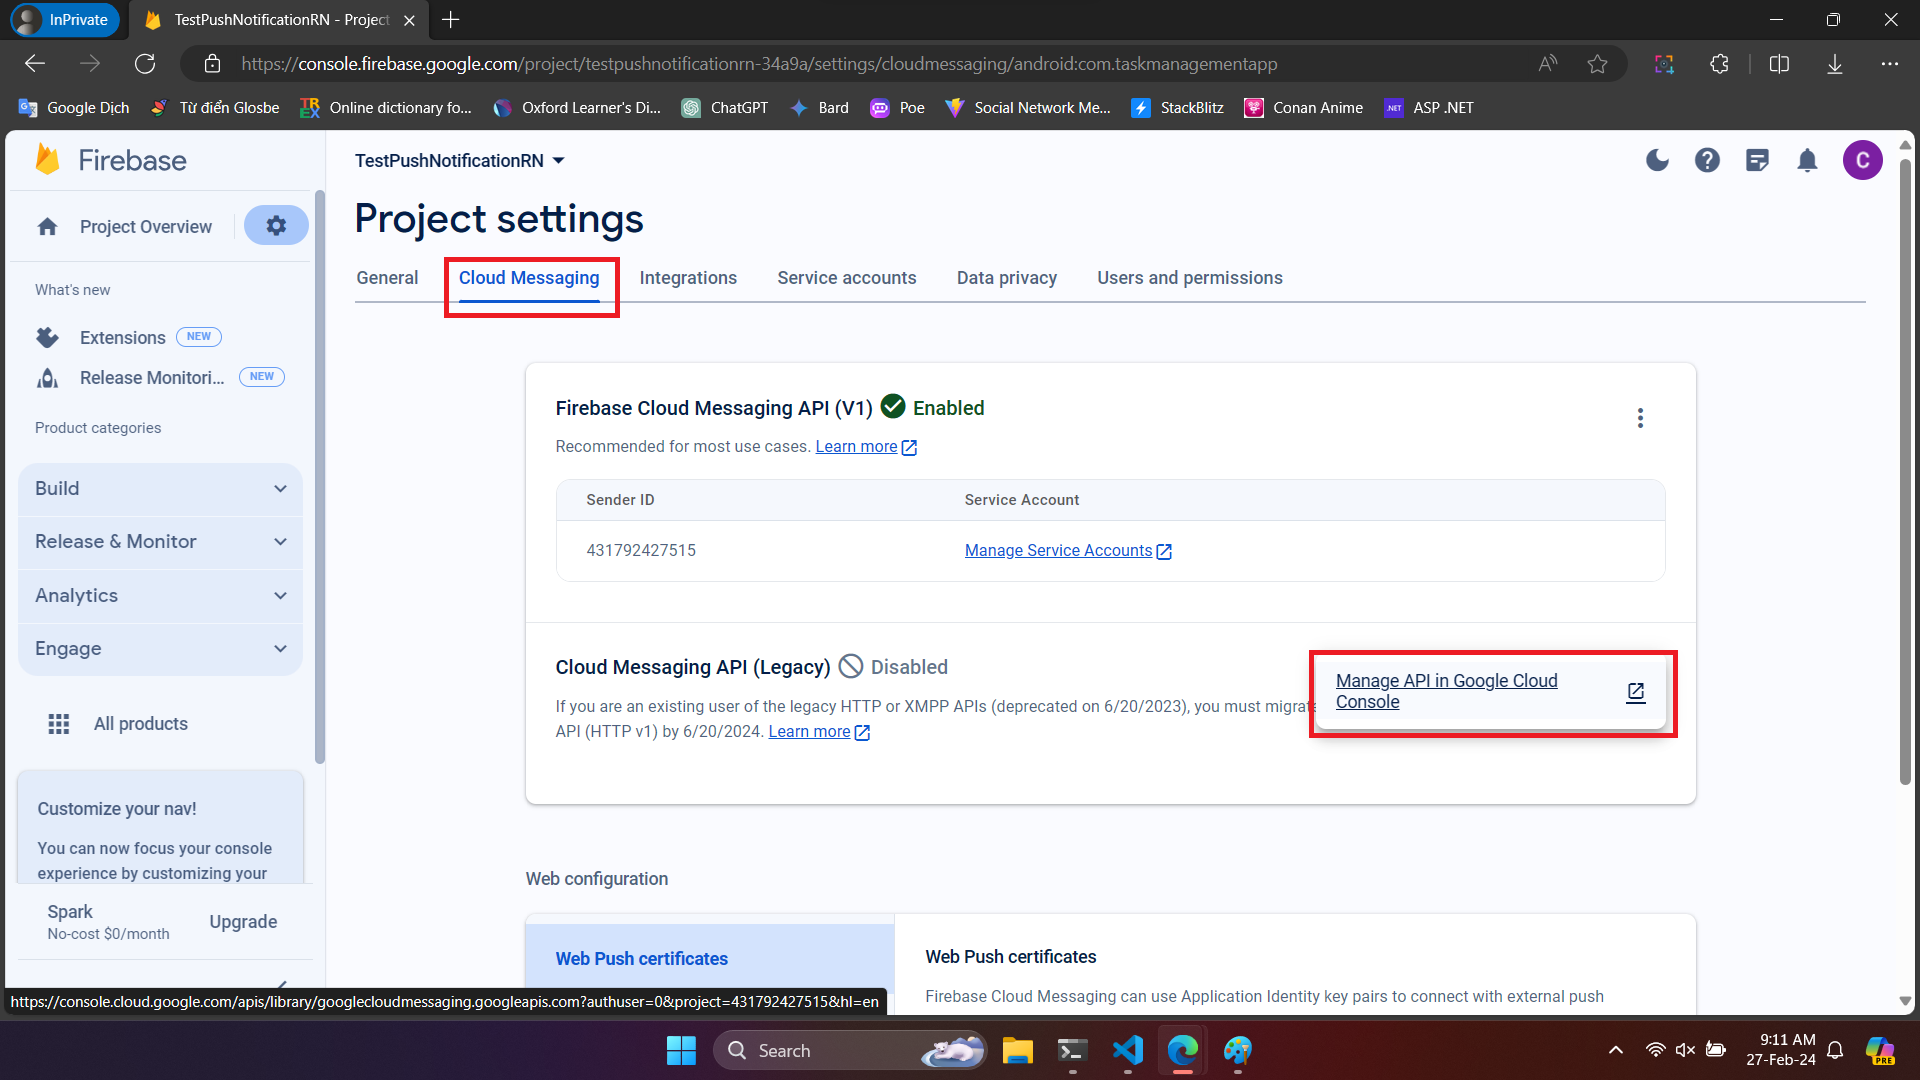 InPrivate
TestPushNotificationRN - Project
https://console.firebase.google.com/project/testpushnotificationrn-34a9a/settings/cloudmessaging/android:com.taskmanagementapp
Google Dịch
Từ điển Glosbe
Online dictionary fo...
Oxford Learner's Di...
ChatGPT
Bard
Poe
Social Network Me...
StackBlitz
Conan Anime
ASP .NET
Firebase
TestPushNotificationRN
C
Project Overview
Project settings
General
Cloud Messaging
Integrations
Service accounts
Data privacy
Users and permissions
What's new
Extensions NEW
Release Monitori... NEW
Product categories
Build
Release & Monitor
Analytics
Engage
All products
Customize your nav!
You can now focus your console
experience by customizing your
Spark
No-cost $0/month
Upgrade
Firebase Cloud Messaging API (V1) Enabled
Recommended for most use cases. Learn more
Sender ID
Service Account
431792427515
Manage Service Accounts
Cloud Messaging API (Legacy) Disabled
If you are an existing user of the legacy HTTP or XMPP APIs (deprecated on 6/20/2023), you must migrate
API (HTTP v1) by 6/20/2024. Learn more
Manage API in Google Cloud
Console
Web configuration
Web Push certificates
Web Push certificates
Firebase Cloud Messaging can use Application Identity key pairs to connect with external push
https://console.cloud.google.com/apis/library/googlecloudmessaging.googleapis.com?authuser=0&project=431792427515&hl=en
Search
9:11 AM
27-Feb-24
PRE